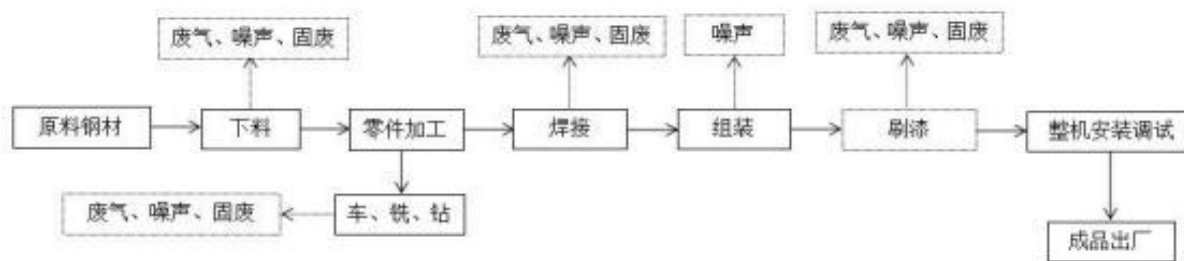 废气、噪声、固废
废气、噪声、固废
噪声
废气、噪声、固废
原料钢材
下料
零件加工
焊接
组装
刷漆
整机安装调试
废气、噪声、固废
车、铣、钻
成品出厂